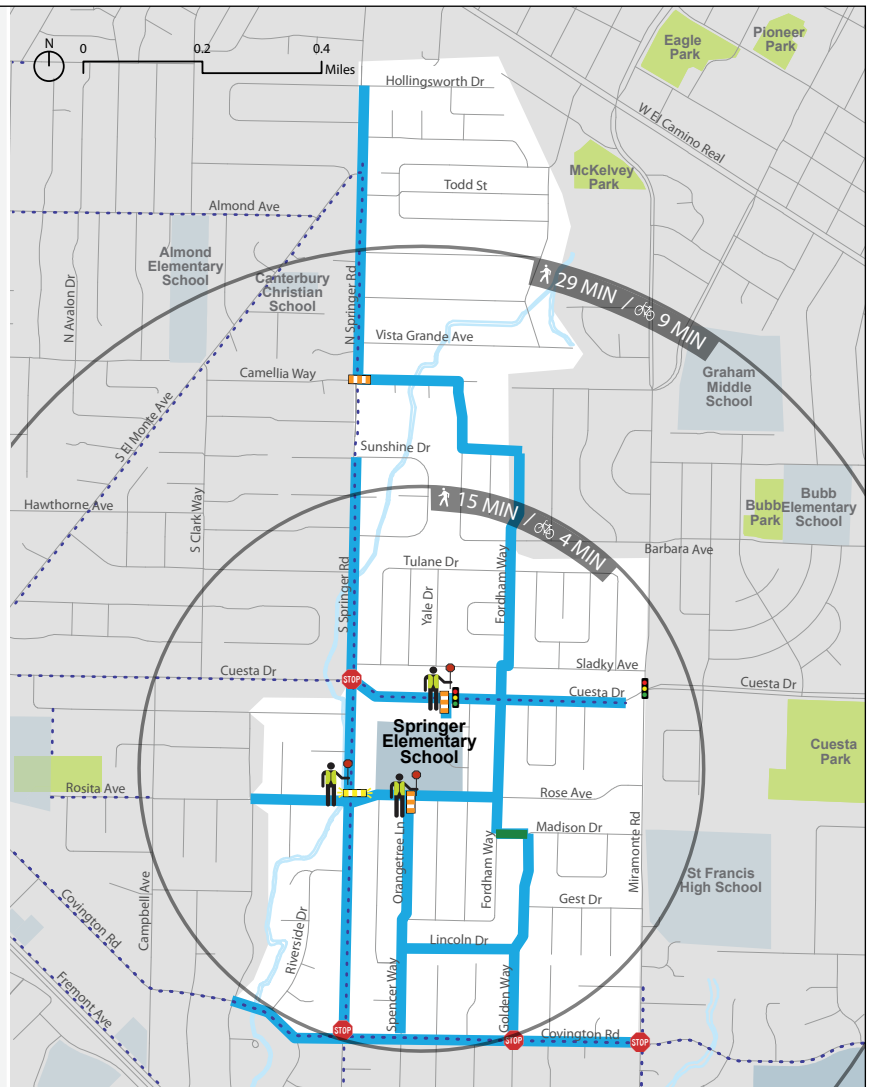 N
0 0.2 0.4
Miles
Hollingsworth Dr
Eagle
Park
Pioneer
Park
W El Camino Real
McKelvey
Park
Todd St
Almond Ave
Almond
Elementary
School
Canterbury
Christian
School
N Avalon Dr
N Springer Rd
29 MIN / 9 MIN
Vista Grande Ave
Graham
Middle
School
Camellia Way
S El Monte Ave
Sunshine Dr
Hawthorne Ave
S Clark Way
15 MIN / 4 MIN
Bubb
Park
Bubb
Elementary
School
Barbara Ave
Tulane Dr
S Springer Rd
Yale Dr
Fordham Way
Sladky Ave
Cuesta Dr
STOP
Cuesta Dr
Cuesta Dr
Springer
Elementary
School
Cuesta
Park
Rosita Ave
Rose Ave
Madison Dr
Orangetree Ln
Fordham Way
Miramonte Rd
St Francis
High School
Gest Dr
Campbell Ave
Covington Rd
Riverside Dr
Lincoln Dr
Fremont Ave
Spencer Way
Golden Way
STOP
STOP
Covington Rd
STOP